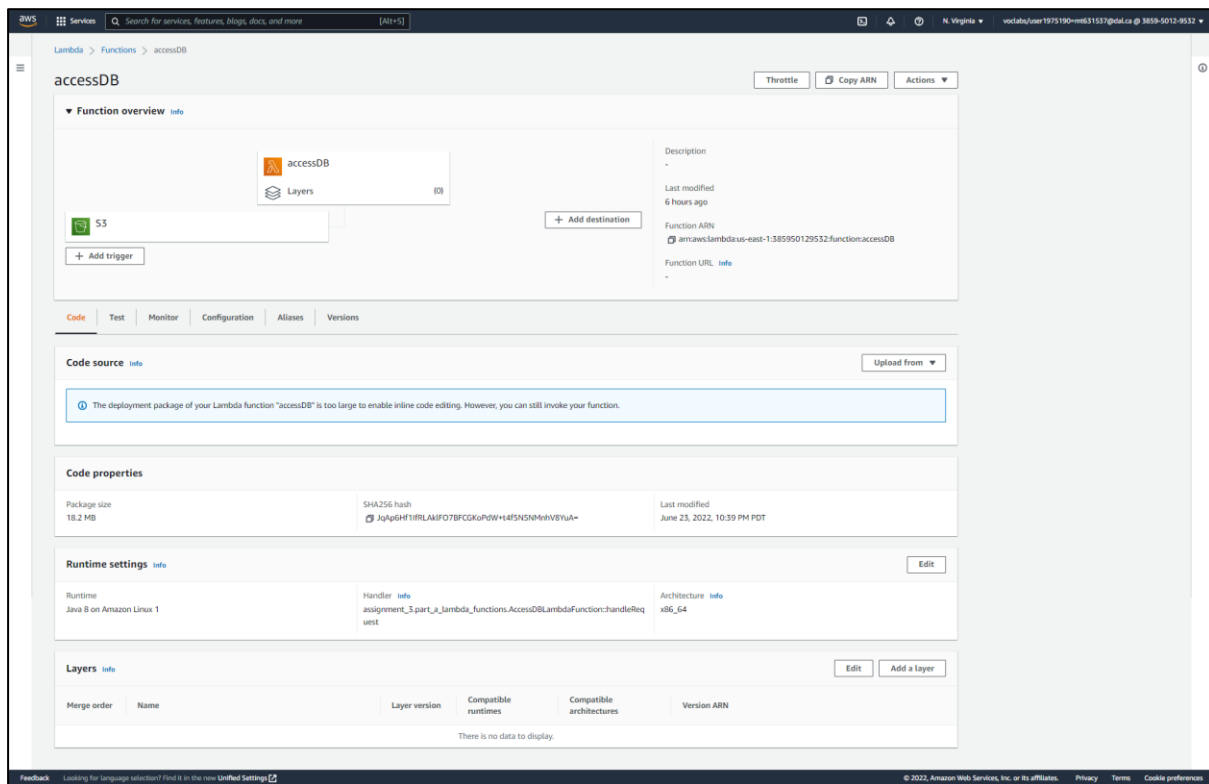 aws
Services
Search for services, features, blogs, docs, and more
[Alt+S]
N. Virginia
voclabs/user1975190=mt631537@dal.ca @ 3859-5012-9532
Lambda > Functions > accessDB
accessDB
Throttle
Copy ARN
Actions
Function overview Info
accessDB
Layers
(0)
S3
+ Add trigger
+ Add destination
Description
-
Last modified
6 hours ago
Function ARN
arn:aws:lambda:us-east-1:385950129532:function:accessDB
Function URL Info
-
Code
Test
Monitor
Configuration
Aliases
Versions
Code source Info
Upload from
The deployment package of your Lambda function "accessDB" is too large to enable inline code editing. However, you can still invoke your function.
Code properties
Package size
18.2 MB
SHA256 hash
Last modified
June 23, 2022, 10:39 PM PDT
Runtime settings Info
Edit
Runtime
Java 8 on Amazon Linux 1
Handler Info
assignment_3.part_a_lambda_functions.AccessDBLambdaFunction::handleReq
uest
Architecture Info
x86_64
Layers Info
Edit
Add a layer
Merge order
Name
Layer version
Compatible
runtimes
Compatible
architectures
Version ARN
There is no data to display.
Feedback
Looking for language selection? Find it in the new Unified Settings
© 2022, Amazon Web Services, Inc. or its affiliates.
Privacy
Terms
Cookie preferences